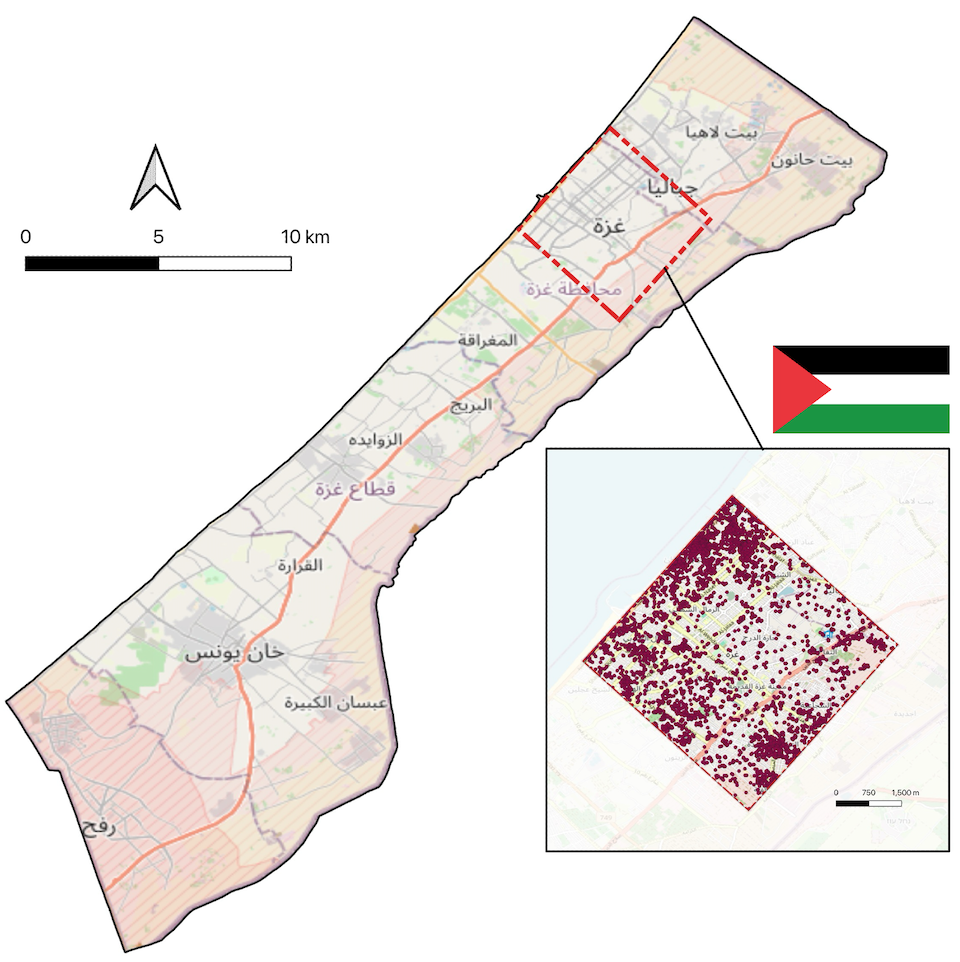 بيت لاهيا
بيت حانون
جباليا
غزة
0 5 10 km
محافظة غزة
المغراقة
البريج
الزوايده
قطاع غزة
القرارة
خان يونس
عبسان الكبيرة
رفح
بيت لاهيا
غزة
0 750 1,500 m